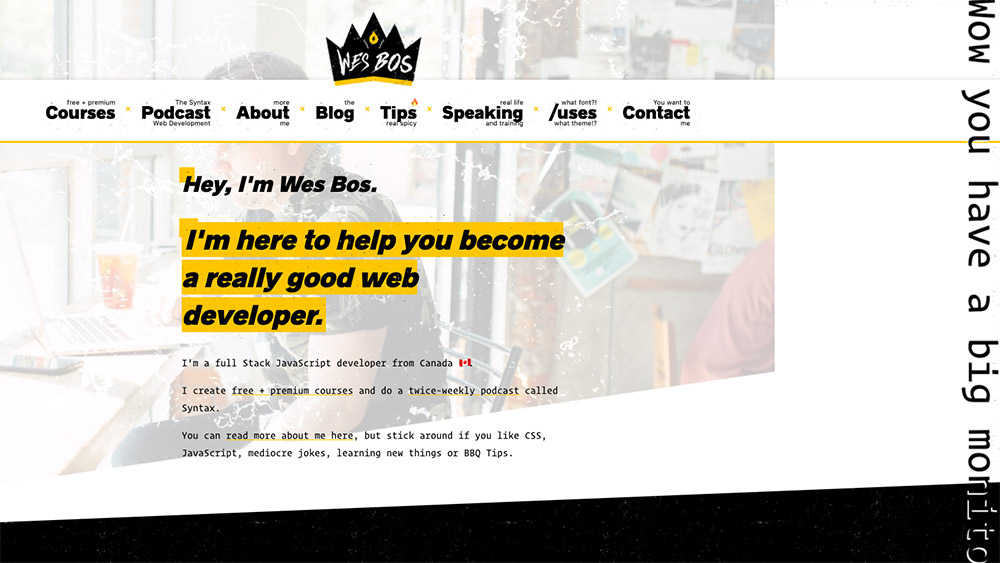 WES BOS
free + premium
Courses
The Syntax
Podcast
Web Development
more
About
me
the
Blog
🔥
Tips
real spicy
real life
Speaking
and training
what font?!
/uses
what theme!?
You want to
Contact
me
Hey, I'm Wes Bos.
I'm here to help you become
a really good web
developer.
I'm a full Stack JavaScript developer from Canada 🇨🇦
I create free + premium courses and do a twice-weekly podcast called
Syntax.
You can read more about me here, but stick around if you like CSS,
JavaScript, mediocre jokes, learning new things or BBQ Tips.
Wow you have a big monito